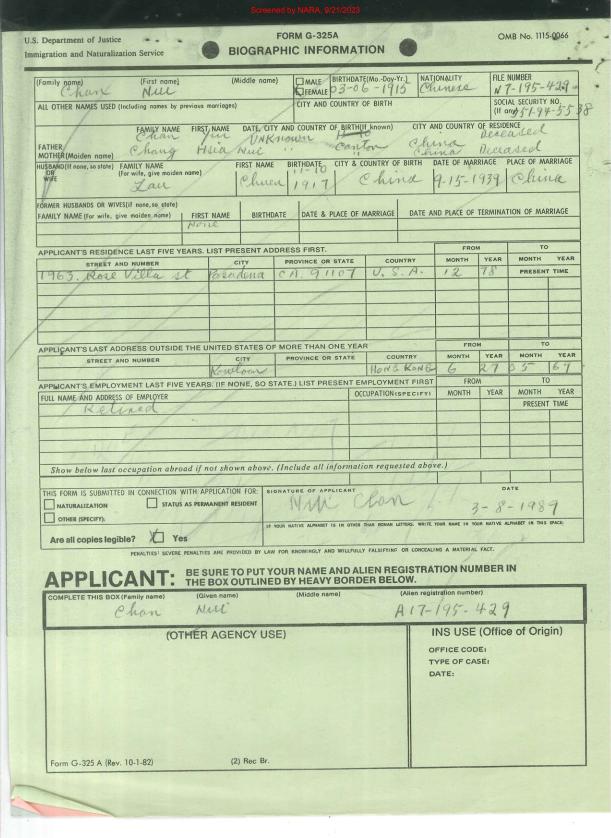 Screened by NARA, 9/21/2023
U.S. Department of Justice
Immigration and Naturalization Service
FORM G-325A
BIOGRAPHIC INFORMATION
OMB No. 1115-0066
(Family name) (First name) (Middle name) MALE FEMALE BIRTHDATE(Mo.-Day-Yr.) NATIONALITY FILE NUMBER
Chan Nui 03-06-1915 Chinese A17-195-429
ALL OTHER NAMES USED (Including names by previous marriages) CITY AND COUNTRY OF BIRTH SOCIAL SECURITY NO. (If any)
FAMILY NAME FIRST NAME DATE, CITY AND COUNTRY OF BIRTH(If known) CITY AND COUNTRY OF RESIDENCE
FATHER Chan Unknown China Deceased
MOTHER(Maiden name) Chang Canton China Deceased
HUSBAND(If none, so state) OR WIFE FAMILY NAME (For wife, give maiden name) FIRST NAME BIRTHDATE CITY & COUNTRY OF BIRTH DATE OF MARRIAGE PLACE OF MARRIAGE
Lau 11-10 1917 China 9-15-1939 China
FORMER HUSBANDS OR WIVES(if none, so state)
FAMILY NAME (For wife, give maiden name) FIRST NAME BIRTHDATE DATE & PLACE OF MARRIAGE DATE AND PLACE OF TERMINATION OF MARRIAGE
None
APPLICANT'S RESIDENCE LAST FIVE YEARS. LIST PRESENT ADDRESS FIRST. FROM TO
STREET AND NUMBER CITY PROVINCE OR STATE COUNTRY MONTH YEAR MONTH YEAR
1963. Rose Villa st Pasadena CA. 91107 U.S.A. 12 78 PRESENT TIME
APPLICANT'S LAST ADDRESS OUTSIDE THE UNITED STATES OF MORE THAN ONE YEAR FROM TO
STREET AND NUMBER CITY PROVINCE OR STATE COUNTRY MONTH YEAR MONTH YEAR
Kowloon HONG KONG 6 27 05 67
APPLICANT'S EMPLOYMENT LAST FIVE YEARS. (IF NONE, SO STATE.) LIST PRESENT EMPLOYMENT FIRST FROM TO
FULL NAME AND ADDRESS OF EMPLOYER OCCUPATION(SPECIFY) MONTH YEAR MONTH YEAR
Retired PRESENT TIME
Show below last occupation abroad if not shown above. (Include all information requested above.)
THIS FORM IS SUBMITTED IN CONNECTION WITH APPLICATION FOR: SIGNATURE OF APPLICANT DATE
NATURALIZATION STATUS AS PERMANENT RESIDENT
Nui Chan 3-8-1989
OTHER (SPECIFY):
IF YOUR NATIVE ALPHABET IS IN OTHER THAN ROMAN LETTERS, WRITE YOUR NAME IN YOUR NATIVE ALPHABET IN THIS SPACE:
Are all copies legible? Yes
PENALTIES: SEVERE PENALTIES ARE PROVIDED BY LAW FOR KNOWINGLY AND WILLFULLY FALSIFYING OR CONCEALING A MATERIAL FACT.
APPLICANT: BE SURE TO PUT YOUR NAME AND ALIEN REGISTRATION NUMBER IN
THE BOX OUTLINED BY HEAVY BORDER BELOW.
COMPLETE THIS BOX (Family name) (Given name) (Middle name) (Alien registration number)
Chan Nui A17-195-429
(OTHER AGENCY USE) INS USE (Office of Origin)
OFFICE CODE:
TYPE OF CASE:
DATE:
Form G-325 A (Rev. 10-1-82) (2) Rec Br.